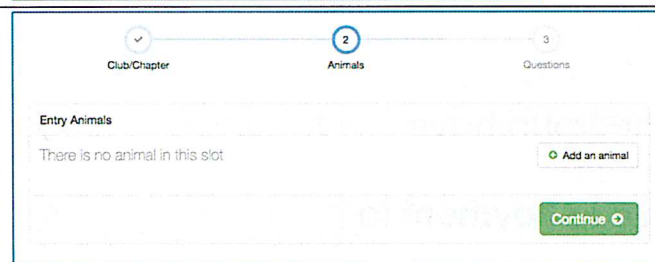 2
3
Club/Chapter
Animals
Questions
Entry Animals
There is no animal in this slot
Add an animal
Continue